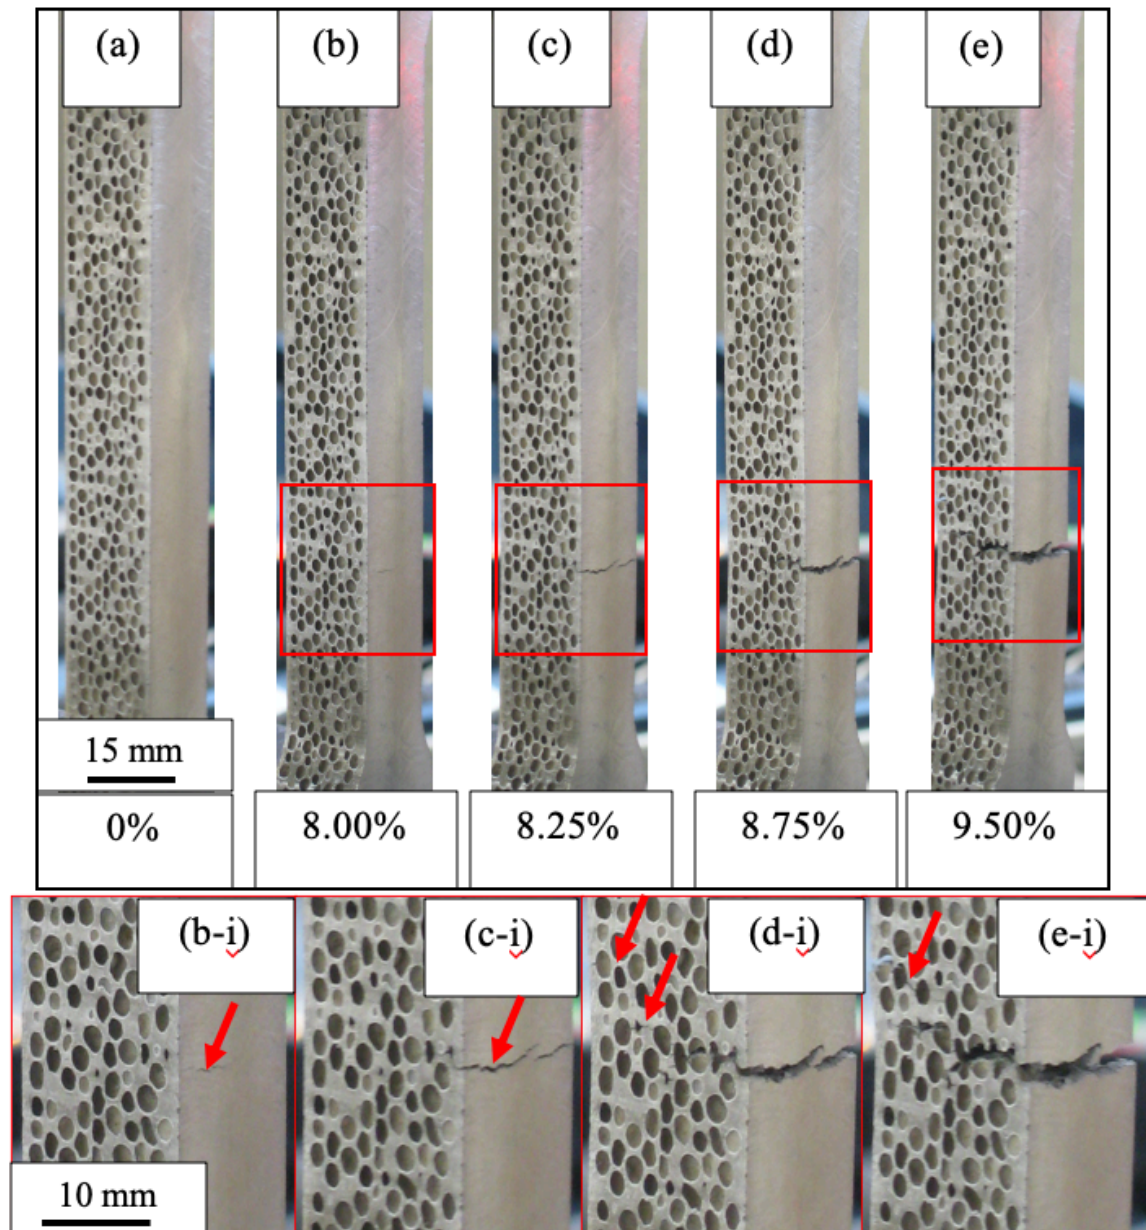 (a)
(b)
(c)
(d)
(e)
15 mm
0%
8.00%
8.25%
8.75%
9.50%
(b-i)
(c-i)
(d-i)
(e-i)
10 mm